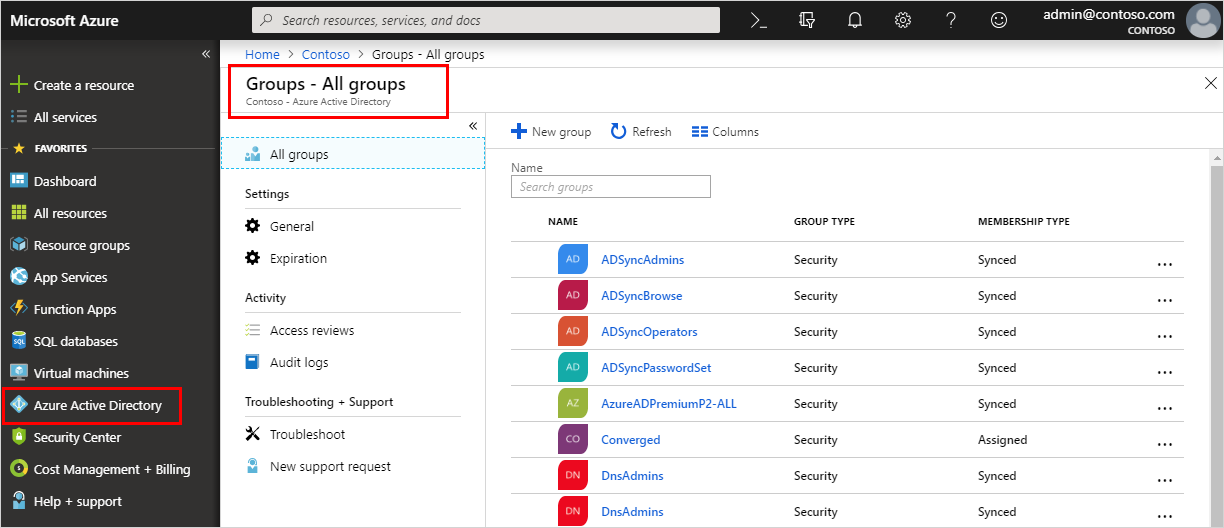 Microsoft Azure
Search resources, services, and docs
admin@contoso.com
CONTOSO
Home > Contoso > Groups - All groups
Groups - All groups
Contoso - Azure Active Directory
Create a resource
All services
FAVORITES
Dashboard
All resources
Resource groups
App Services
Function Apps
SQL databases
Virtual machines
Azure Active Directory
Security Center
Cost Management + Billing
Help + support
All groups
Settings
General
Expiration
Activity
Access reviews
Audit logs
Troubleshooting + Support
Troubleshoot
New support request
New group Refresh Columns
Name
Search groups
NAME GROUP TYPE MEMBERSHIP TYPE
AD ADSyncAdmins Security Synced ...
AD ADSyncBrowse Security Synced ...
AD ADSyncOperators Security Synced ...
AD ADSyncPasswordSet Security Synced ...
AZ AzureADPremiumP2-ALL Security Synced ...
CO Converged Security Assigned ...
DN DnsAdmins Security Synced ...
DN DnsAdmins Security Synced ...